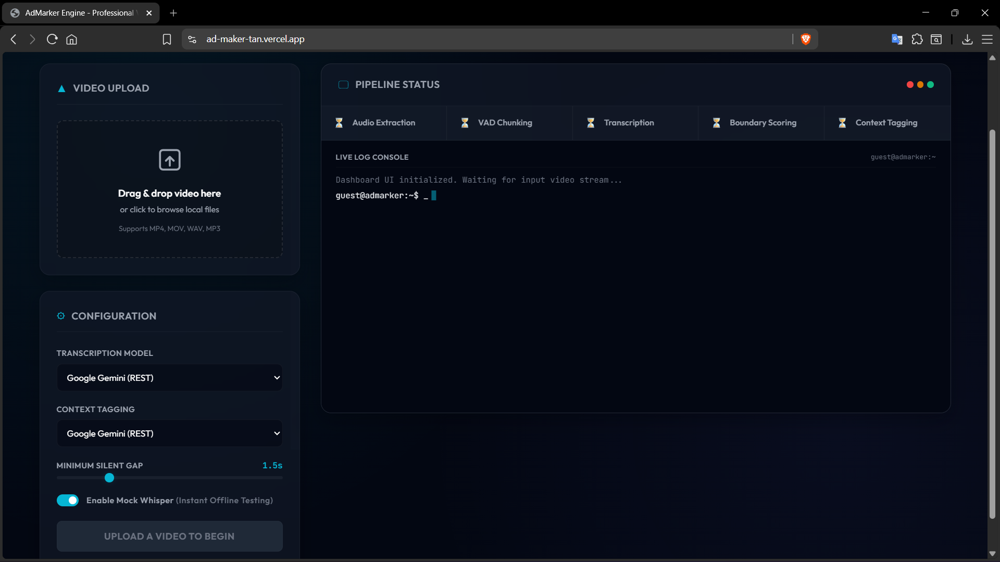 AdMarker Engine - Professional
ad-maker-tan.vercel.app
VIDEO UPLOAD
Drag & drop video here
or click to browse local files
Supports MP4, MOV, WAV, MP3
CONFIGURATION
TRANSCRIPTION MODEL
Google Gemini (REST)
CONTEXT TAGGING
Google Gemini (REST)
MINIMUM SILENT GAP 1.5s
Enable Mock Whisper (Instant Offline Testing)
UPLOAD A VIDEO TO BEGIN
PIPELINE STATUS
Audio Extraction
VAD Chunking
Transcription
Boundary Scoring
Context Tagging
LIVE LOG CONSOLE guest@admarker:~
Dashboard UI initialized. Waiting for input video stream...
guest@admarker:~$ _